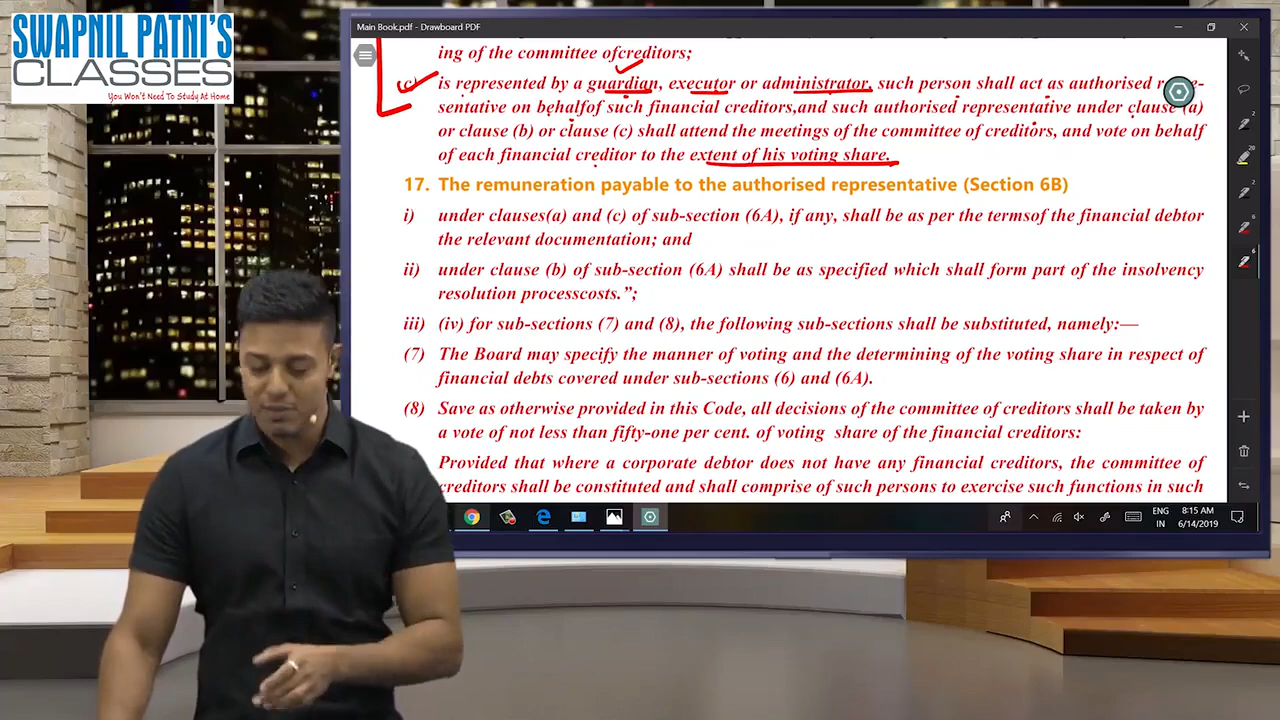 SWAPNIL PATNI'S
CLASSES
You Won't Need To Study At Home
Main Book.pdf - Drawboard PDF
ing of the committee ofcreditors;
c) is represented by a guardian, executor or administrator, such person shall act as authorised repre-
sentative on behalfof such financial creditors,and such authorised representative under clause (a)
or clause (b) or clause (c) shall attend the meetings of the committee of creditors, and vote on behalf
of each financial creditor to the extent of his voting share.
17. The remuneration payable to the authorised representative (Section 6B)
i) under clauses(a) and (c) of sub-section (6A), if any, shall be as per the termsof the financial debtor
the relevant documentation; and
ii) under clause (b) of sub-section (6A) shall be as specified which shall form part of the insolvency
resolution processcosts.”;
iii) (iv) for sub-sections (7) and (8), the following sub-sections shall be substituted, namely:—
(7) The Board may specify the manner of voting and the determining of the voting share in respect of
financial debts covered under sub-sections (6) and (6A).
(8) Save as otherwise provided in this Code, all decisions of the committee of creditors shall be taken by
a vote of not less than fifty-one per cent. of voting share of the financial creditors:
Provided that where a corporate debtor does not have any financial creditors, the committee of
creditors shall be constituted and shall comprise of such persons to exercise such functions in such
ENG
IN
8:15 AM
6/14/2019